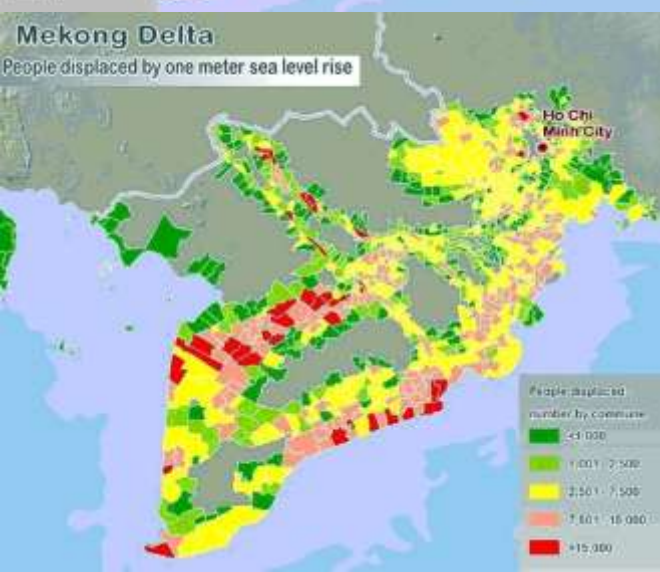 Mekong Delta
People displaced by one meter sea level rise
Ho Chi
Minh City
People displaced
number by commune
<1 000
1 001 - 2 500
2 501 - 7 500
7 501 - 15 000
>15 000